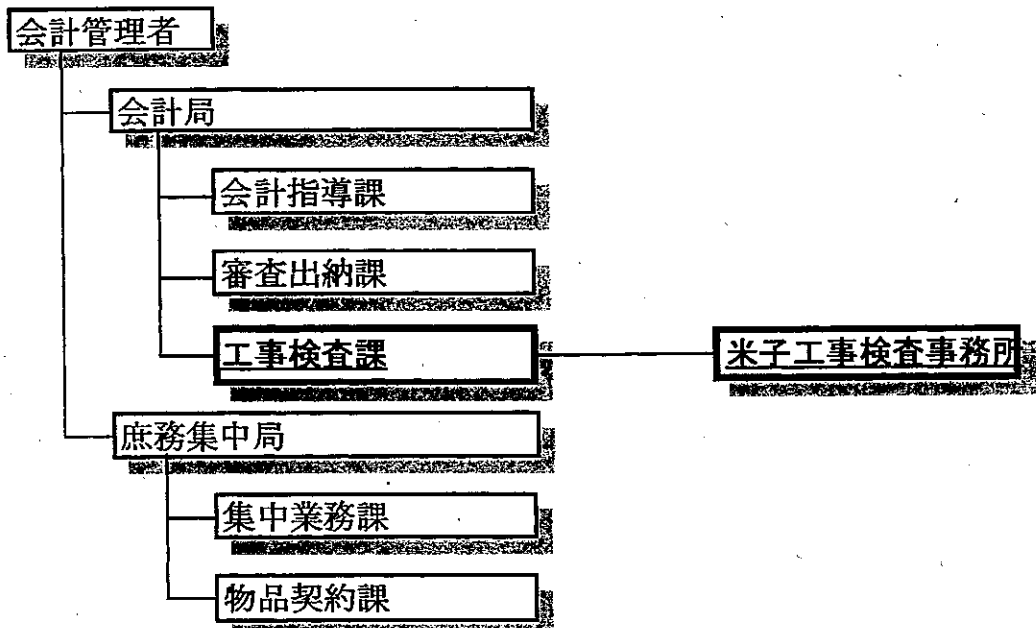 会計管理者
会計局
会計指導課
審査出納課
工事検査課
米子工事検査事務所
庶務集中局
集中業務課
物品契約課